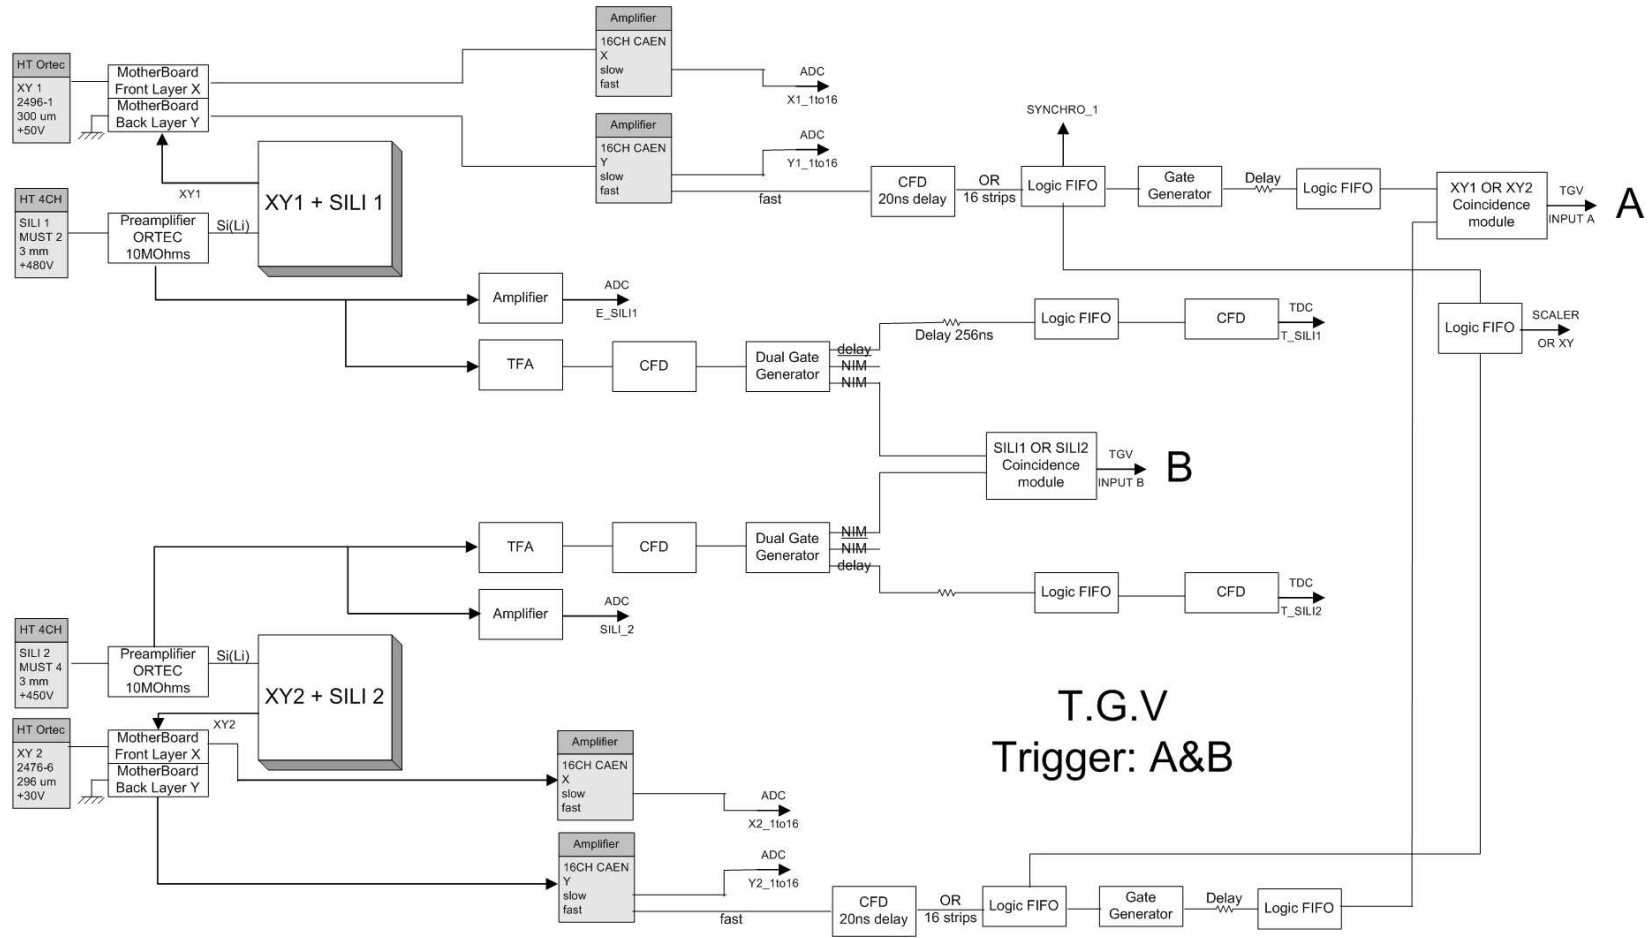 HT Ortec
XY 1
2496-1
300 um
+50V
MotherBoard
Front Layer X
MotherBoard
Back Layer Y
Amplifier
16CH CAEN
X
slow
fast
ADC
X1_1to16
Amplifier
16CH CAEN
Y
slow
fast
ADC
Y1_1to16
fast
CFD
20ns delay
OR
16 strips
SYNCHRO_1
Logic FIFO
Gate
Generator
Delay
Logic FIFO
XY1 OR XY2
Coincidence
module
TGV
INPUT A
A
XY1
XY1 + SILI 1
HT 4CH
SILI 1
MUST 2
3 mm
+480V
Preamplifier
ORTEC
10MOhms
Si(Li)
Amplifier
ADC
E_SILI1
TFA
CFD
Dual Gate
Generator
delay
NIM
NIM
Delay 256ns
Logic FIFO
CFD
TDC
T_SILI1
Logic FIFO
SCALER
OR XY
SILI1 OR SILI2
Coincidence
module
TGV
INPUT B
B
TFA
CFD
Dual Gate
Generator
NIM
NIM
delay
Logic FIFO
CFD
TDC
T_SILI2
Amplifier
ADC
SILI_2
HT 4CH
SILI 2
MUST 4
3 mm
+450V
Preamplifier
ORTEC
10MOhms
Si(Li)
XY2 + SILI 2
XY2
HT Ortec
XY 2
2476-6
296 um
+30V
MotherBoard
Front Layer X
MotherBoard
Back Layer Y
T.G.V
Trigger: A&B
Amplifier
16CH CAEN
X
slow
fast
ADC
X2_1to16
Amplifier
16CH CAEN
Y
slow
fast
ADC
Y2_1to16
fast
CFD
20ns delay
OR
16 strips
Logic FIFO
Gate
Generator
Delay
Logic FIFO